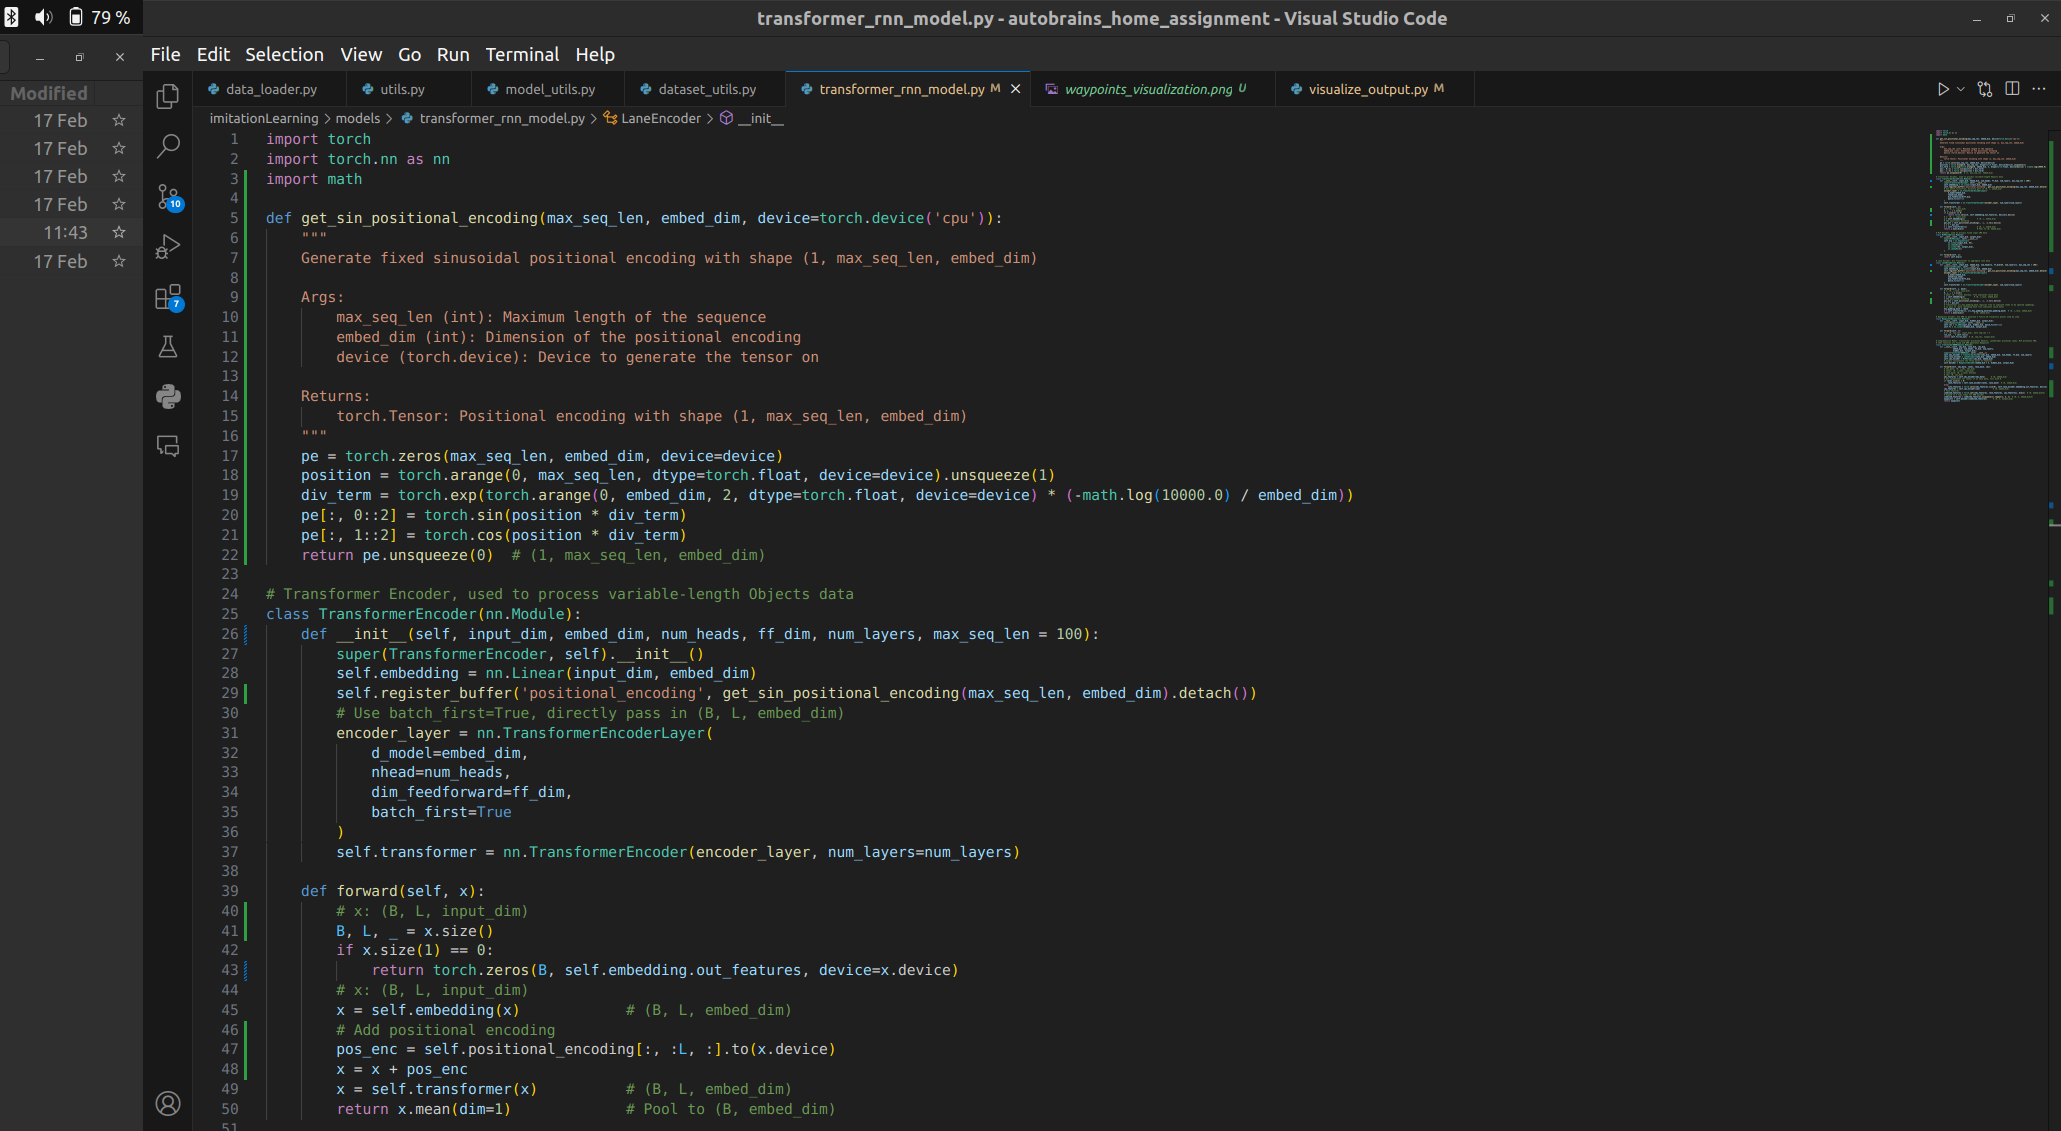 79 %
transformer_rnn_model.py - autobrains_home_assignment - Visual Studio Code
File Edit Selection View Go Run Terminal Help
Modified
17 Feb
17 Feb
17 Feb
17 Feb
11:43
17 Feb
10
7
data_loader.py utils.py model_utils.py dataset_utils.py transformer_rnn_model.py M waypoints_visualization.png U visualize_output.py M
imitationLearning > models > transformer_rnn_model.py > LaneEncoder > __init__
1 import torch
2 import torch.nn as nn
3 import math
4
5 def get_sin_positional_encoding(max_seq_len, embed_dim, device=torch.device('cpu')):
6     """
7     Generate fixed sinusoidal positional encoding with shape (1, max_seq_len, embed_dim)
8
9     Args:
10         max_seq_len (int): Maximum length of the sequence
11         embed_dim (int): Dimension of the positional encoding
12         device (torch.device): Device to generate the tensor on
13
14     Returns:
15         torch.Tensor: Positional encoding with shape (1, max_seq_len, embed_dim)
16     """
17     pe = torch.zeros(max_seq_len, embed_dim, device=device)
18     position = torch.arange(0, max_seq_len, dtype=torch.float, device=device).unsqueeze(1)
19     div_term = torch.exp(torch.arange(0, embed_dim, 2, dtype=torch.float, device=device) * (-math.log(10000.0) / embed_dim))
20     pe[:, 0::2] = torch.sin(position * div_term)
21     pe[:, 1::2] = torch.cos(position * div_term)
22     return pe.unsqueeze(0)  # (1, max_seq_len, embed_dim)
23
24 # Transformer Encoder, used to process variable-length Objects data
25 class TransformerEncoder(nn.Module):
26     def __init__(self, input_dim, embed_dim, num_heads, ff_dim, num_layers, max_seq_len = 100):
27         super(TransformerEncoder, self).__init__()
28         self.embedding = nn.Linear(input_dim, embed_dim)
29         self.register_buffer('positional_encoding', get_sin_positional_encoding(max_seq_len, embed_dim).detach())
30         # Use batch_first=True, directly pass in (B, L, embed_dim)
31         encoder_layer = nn.TransformerEncoderLayer(
32             d_model=embed_dim,
33             nhead=num_heads,
34             dim_feedforward=ff_dim,
35             batch_first=True
36         )
37         self.transformer = nn.TransformerEncoder(encoder_layer, num_layers=num_layers)
38
39     def forward(self, x):
40         # x: (B, L, input_dim)
41         B, L, _ = x.size()
42         if x.size(1) == 0:
43             return torch.zeros(B, self.embedding.out_features, device=x.device)
44         # x: (B, L, input_dim)
45         x = self.embedding(x)            # (B, L, embed_dim)
46         # Add positional encoding
47         pos_enc = self.positional_encoding[:, :L, :].to(x.device)
48         x = x + pos_enc
49         x = self.transformer(x)          # (B, L, embed_dim)
50         return x.mean(dim=1)             # Pool to (B, embed_dim)
51